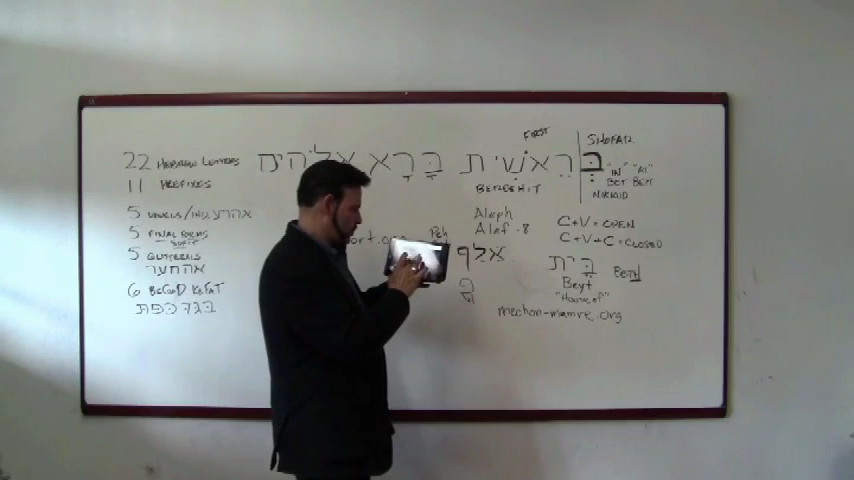 22 HEBREW LETTERS
11 PREFIXES
5 VOWELS/
5 FINAL FORMS
SOFIT
5 GUTTERALS
אהחער
6 BEGOD KEFAT
בגד כפת
FIRST
SHOFAR
בְּרֵאשִׁית בָּרָא אֱלֹהִים
BERESHIT
"IN" "AT"
BET BEYT
NIKKUD
Aleph
Alef - 8
C+V = OPEN
C+V+C = CLOSED
ort.org
Peh
אלף
בַּיִת
BETH
Beyt
"House of"
mechon-mamre.org